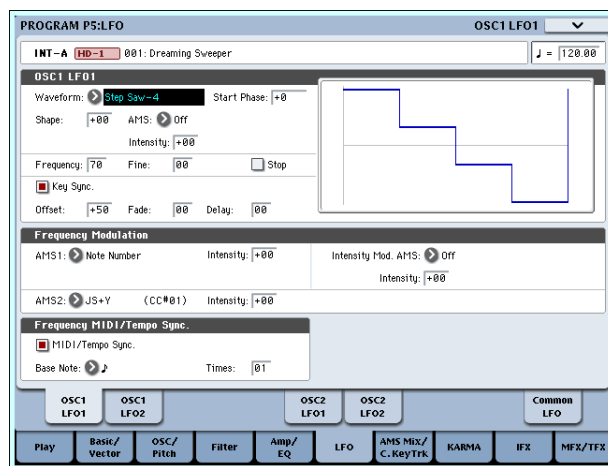 PROGRAM P5:LFO OSC1 LFO1
INT-A HD-1 001: Dreaming Sweeper ♩ = 120.00
OSC1 LFO1
Waveform: Step Saw-4 Start Phase: +0
Shape: +00 AMS: Off
Intensity: +00
Frequency: 70 Fine: 00 Stop
Key Sync.
Offset: +50 Fade: 00 Delay: 00
Frequency Modulation
AMS1: Note Number Intensity: +00 Intensity Mod. AMS: Off
Intensity: +00
AMS2: JS+Y (CC#01) Intensity: +00
Frequency MIDI/Tempo Sync.
MIDI/Tempo Sync.
Base Note: ♪ Times: 01
OSC1 LFO1 OSC1 LFO2 OSC2 LFO1 OSC2 LFO2 Common LFO
Play Basic/Vector OSC/Pitch Filter Amp/EQ LFO AMS Mix/C.KeyTrk KARMA IFX MFX/TFX